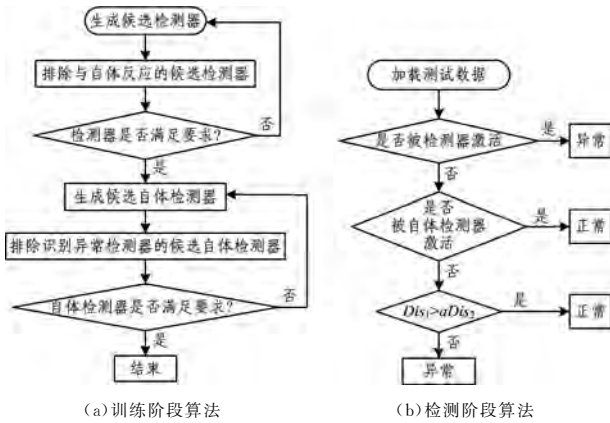 生成候选检测器
排除与自体反应的候选检测器
检测器是否满足要求?
否
是
生成候选自体检测器
排除识别异常检测器的候选自体检测器
自体检测器是否满足要求?
否
是
结束
(a)训练阶段算法
加载测试数据
是否被检测器激活
是
异常
否
是否
被自体检测器
激活
是
正常
否
Dis₁>aDis₂
是
正常
否
异常
(b)检测阶段算法